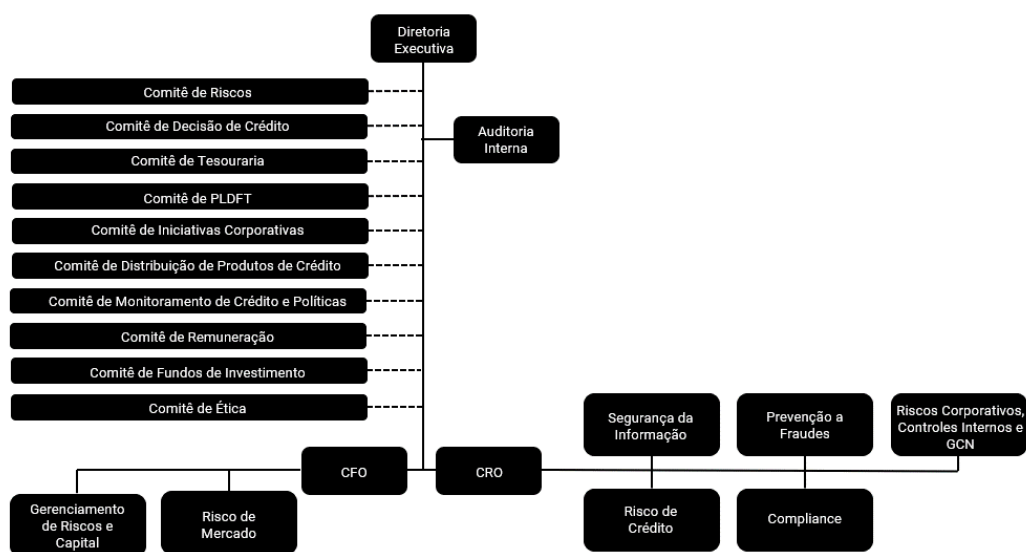 Diretoria
Executiva
Comitê de Riscos
Comitê de Decisão de Crédito
Auditoria
Interna
Comitê de Tesouraria
Comitê de PLDFT
Comitê de Iniciativas Corporativas
Comitê de Distribuição de Produtos de Crédito
Comitê de Monitoramento de Crédito e Políticas
Comitê de Remuneração
Comitê de Fundos de Investimento
Comitê de Ética
Segurança da
Informação
Prevenção a
Fraudes
Riscos Corporativos,
Controles Internos e
GCN
CFO
CRO
Gerenciamento
de Riscos e
Capital
Risco de
Mercado
Risco de
Crédito
Compliance